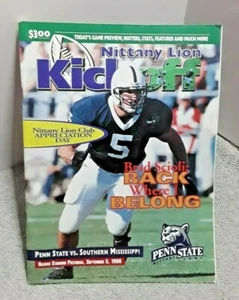 $3.00
TODAY'S GAME PREVIEW, ROSTERS, STATS, FEATURES AND MUCH MORE
Nittany Lion
Kickoff
Nittany Lion Club
APPRECIATION
DAY
5
Brad Scioli:
BACK
Where I
BELONG
PENN STATE VS. SOUTHERN MISSISSIPPI
BEAVER STADIUM PICTORIAL, SEPTEMBER 5, 1998
PENN STATE